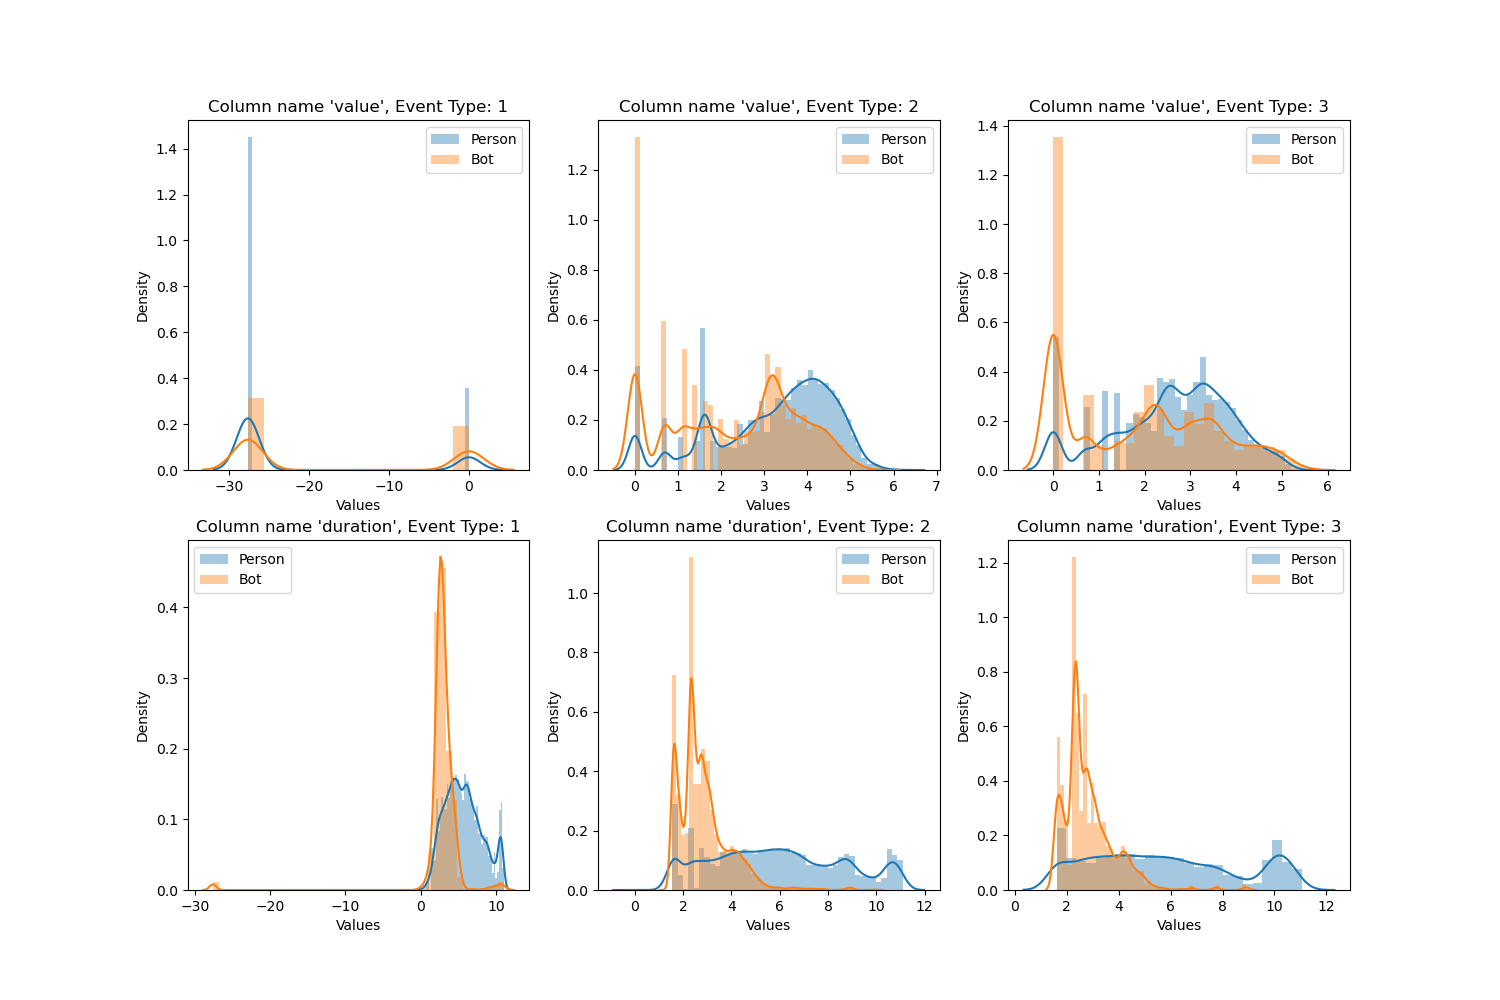 Column name 'value', Event Type: 1
Person
Bot
1.4
1.2
1.0
0.8
0.6
0.4
0.2
0.0
Density
−30
−20
−10
0
Values
Column name 'value', Event Type: 2
Person
Bot
1.2
1.0
0.8
0.6
0.4
0.2
0.0
Density
0
1
2
3
4
5
6
7
Values
Column name 'value', Event Type: 3
Person
Bot
1.4
1.2
1.0
0.8
0.6
0.4
0.2
0.0
Density
0
1
2
3
4
5
6
Values
Column name 'duration', Event Type: 1
Person
Bot
0.4
0.3
0.2
0.1
0.0
Density
−30
−20
−10
0
10
Values
Column name 'duration', Event Type: 2
Person
Bot
1.0
0.8
0.6
0.4
0.2
0.0
Density
0
2
4
6
8
10
12
Values
Column name 'duration', Event Type: 3
Person
Bot
1.2
1.0
0.8
0.6
0.4
0.2
0.0
Density
0
2
4
6
8
10
12
Values